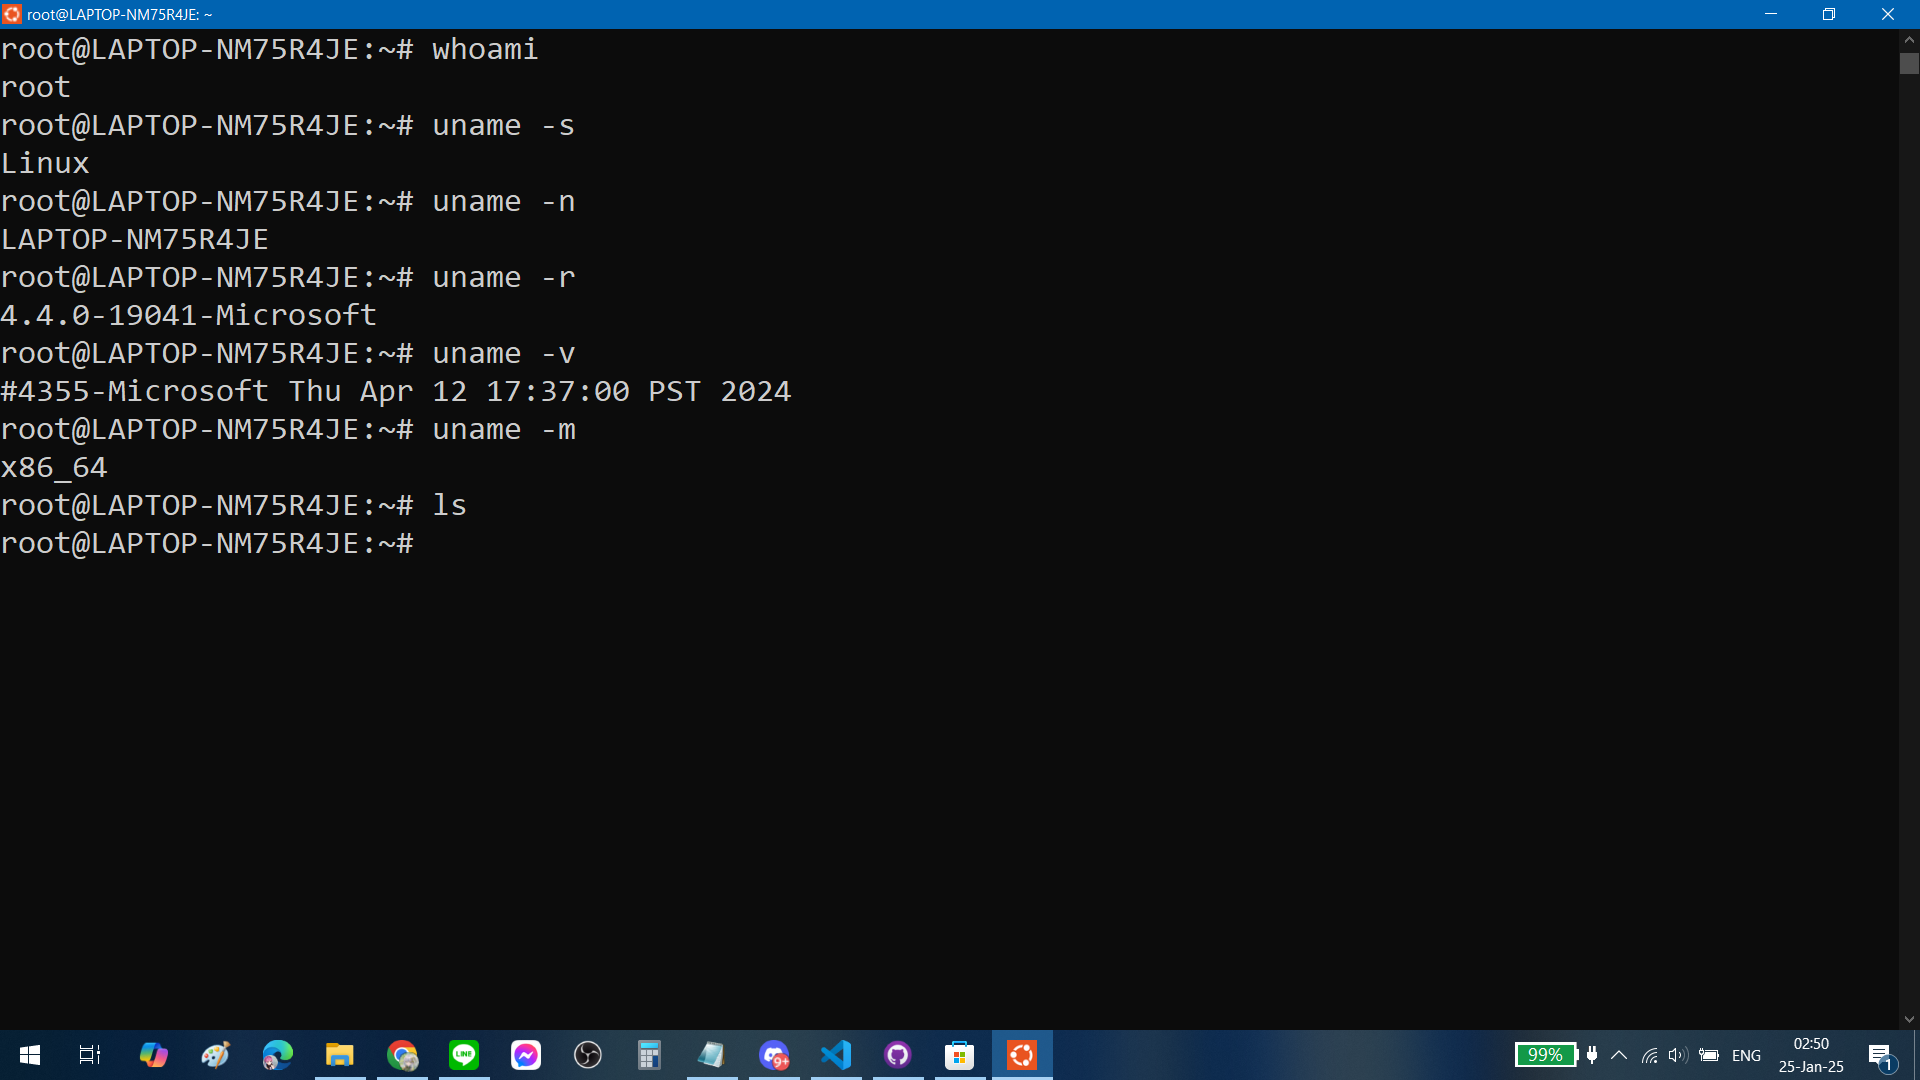 root@LAPTOP-NM75R4JE: ~
root@LAPTOP-NM75R4JE:~# whoami
root
root@LAPTOP-NM75R4JE:~# uname -s
Linux
root@LAPTOP-NM75R4JE:~# uname -n
LAPTOP-NM75R4JE
root@LAPTOP-NM75R4JE:~# uname -r
4.4.0-19041-Microsoft
root@LAPTOP-NM75R4JE:~# uname -v
#4355-Microsoft Thu Apr 12 17:37:00 PST 2024
root@LAPTOP-NM75R4JE:~# uname -m
x86_64
root@LAPTOP-NM75R4JE:~# ls
root@LAPTOP-NM75R4JE:~#
LINE
9+
99%
ENG
02:50
25-Jan-25
1